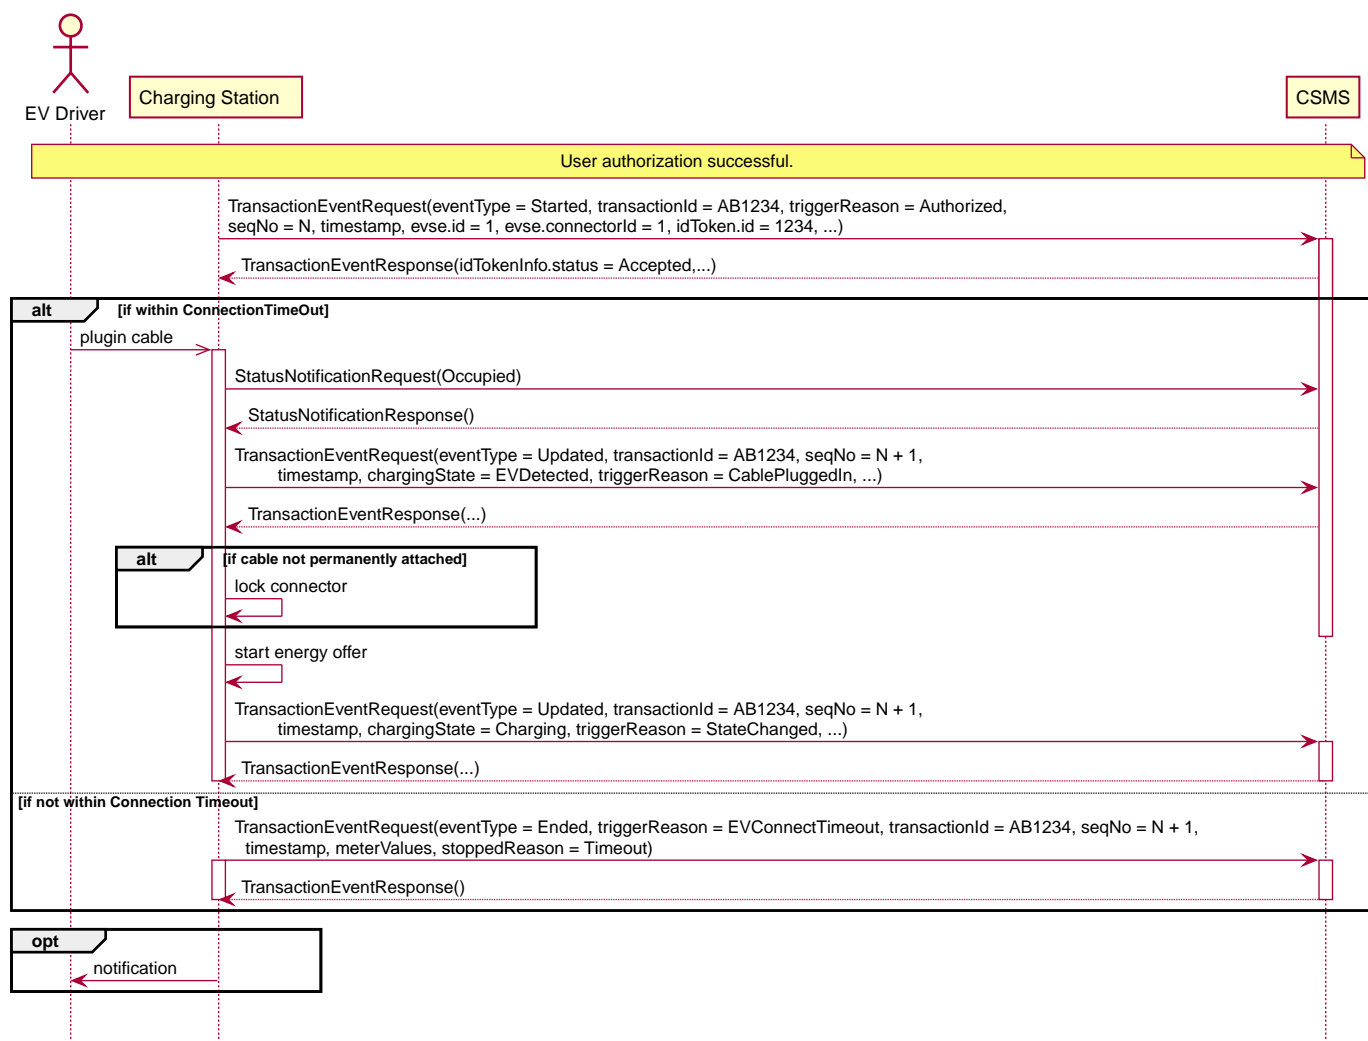 EV Driver
Charging Station
CSMS
User authorization successful.
TransactionEventRequest(eventType = Started, transactionId = AB1234, triggerReason = Authorized,
seqNo = N, timestamp, evse.id = 1, evse.connectorId = 1, idToken.id = 1234, ...)
TransactionEventResponse(idTokenInfo.status = Accepted,...)
alt
[if within ConnectionTimeOut]
plugin cable
StatusNotificationRequest(Occupied)
StatusNotificationResponse()
TransactionEventRequest(eventType = Updated, transactionId = AB1234, seqNo = N + 1,
timestamp, chargingState = EVDetected, triggerReason = CablePluggedIn, ...)
TransactionEventResponse(...)
alt
[if cable not permanently attached]
lock connector
start energy offer
TransactionEventRequest(eventType = Updated, transactionId = AB1234, seqNo = N + 1,
timestamp, chargingState = Charging, triggerReason = StateChanged, ...)
TransactionEventResponse(...)
[if not within Connection Timeout]
TransactionEventRequest(eventType = Ended, triggerReason = EVConnectTimeout, transactionId = AB1234, seqNo = N + 1,
timestamp, meterValues, stoppedReason = Timeout)
TransactionEventResponse()
opt
notification